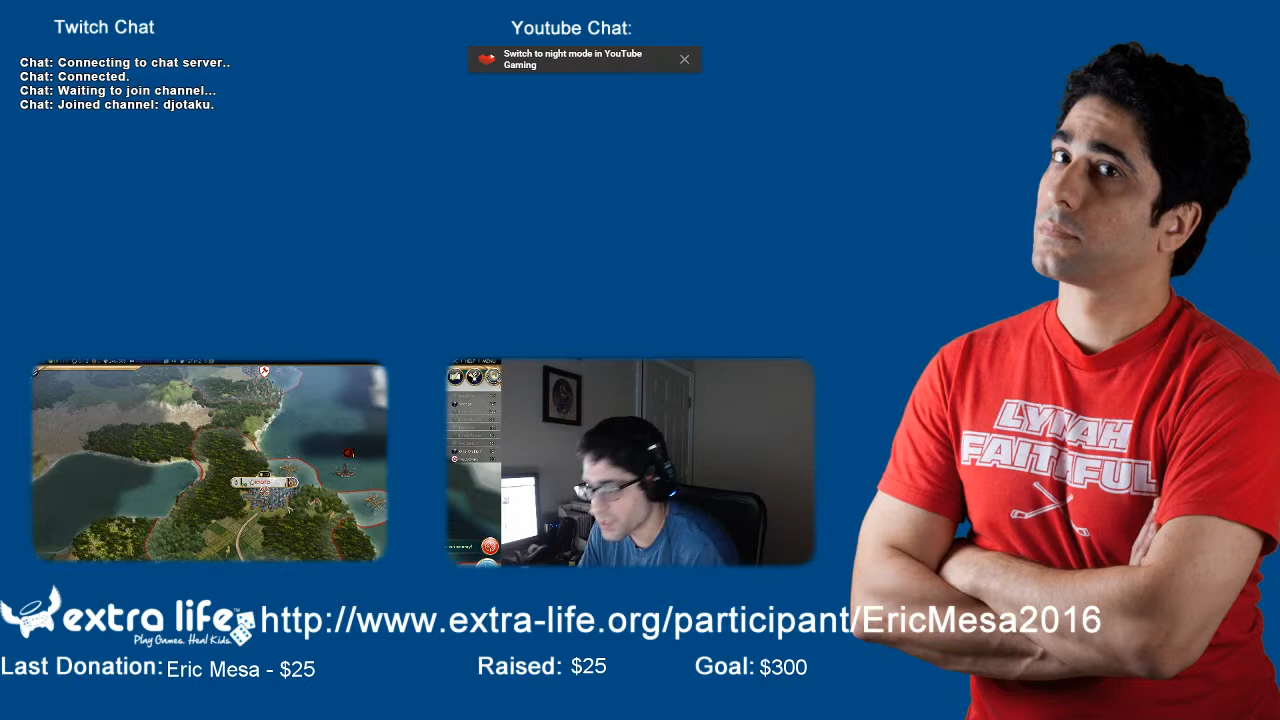 Twitch Chat
Chat: Connecting to chat server..
Chat: Connected.
Chat: Waiting to join channel...
Chat: Joined channel: djotaku.
Youtube Chat:
Switch to night mode in YouTube
Gaming
LYNAH
FAITHFUL
HELP MENU
extra life
Play Games. Heal Kids.
http://www.extra-life.org/participant/EricMesa2016
Last Donation: Eric Mesa - $25
Raised: $25
Goal: $300